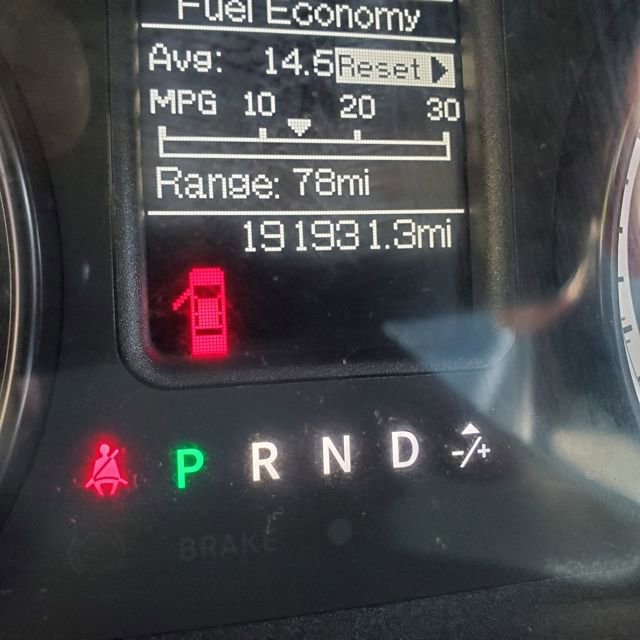 Fuel Economy
Avg: 14.5 Reset
MPG 10 20 30
Range: 78mi
191931.3mi
P R N D -/+
BRAKE